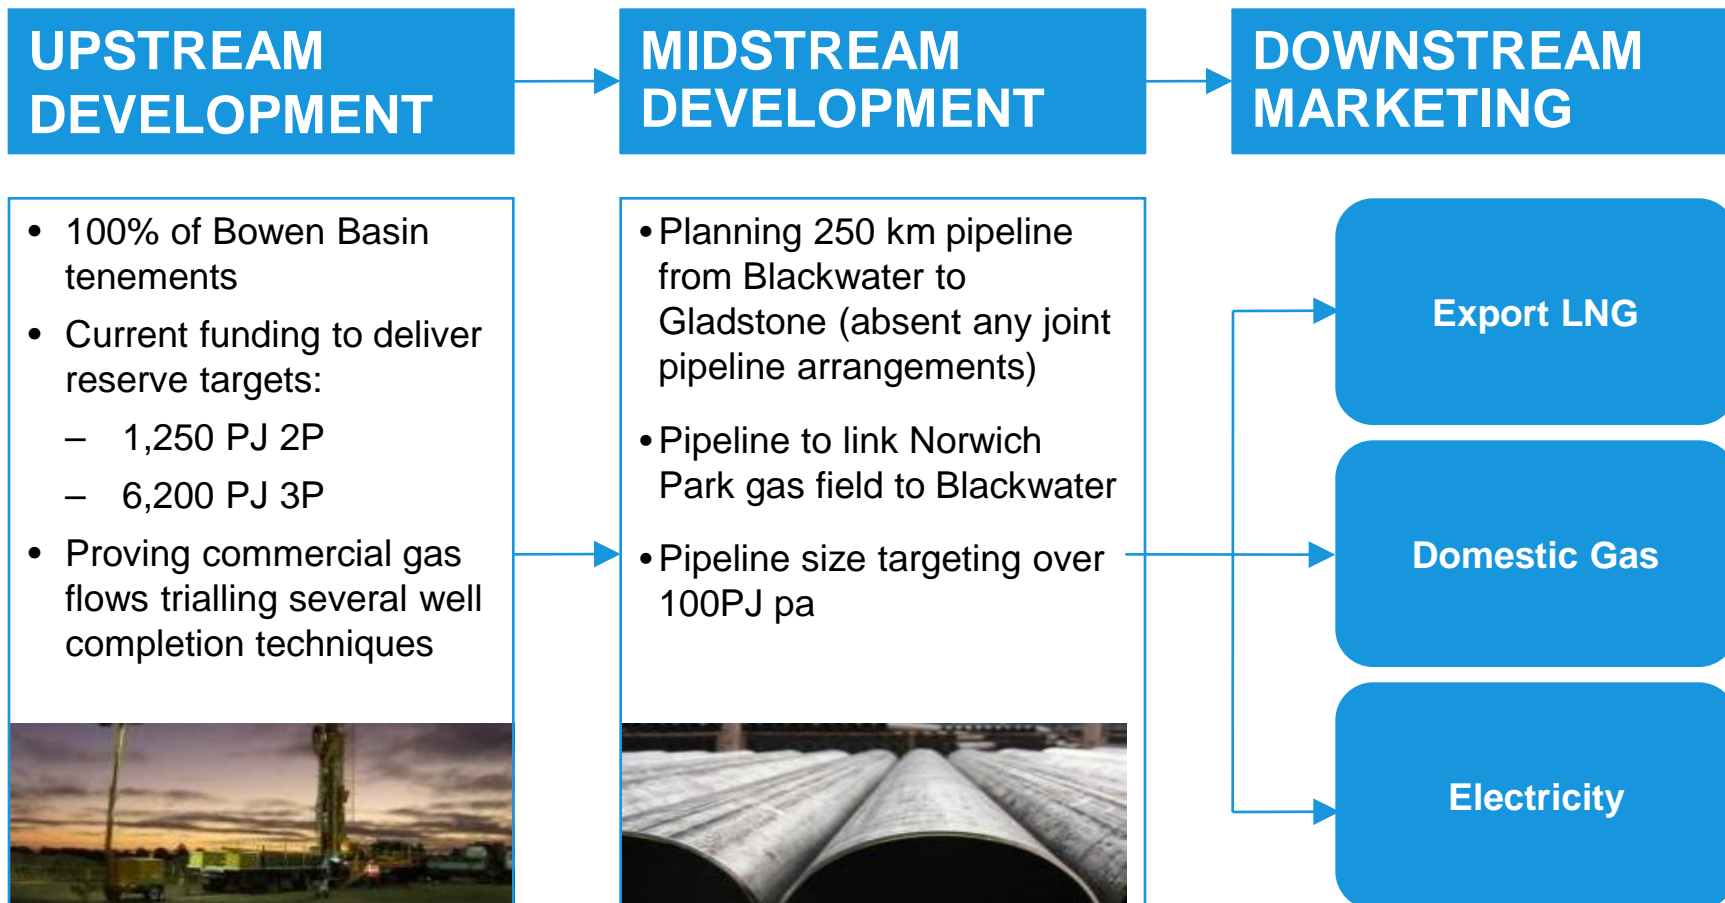 UPSTREAM
DEVELOPMENT
MIDSTREAM
DEVELOPMENT
DOWNSTREAM
MARKETING
• 100% of Bowen Basin
tenements
• Current funding to deliver
reserve targets:
– 1,250 PJ 2P
– 6,200 PJ 3P
• Proving commercial gas
flows trialling several well
completion techniques
• Planning 250 km pipeline
from Blackwater to
Gladstone (absent any joint
pipeline arrangements)
• Pipeline to link Norwich
Park gas field to Blackwater
• Pipeline size targeting over
100PJ pa
Export LNG
Domestic Gas
Electricity